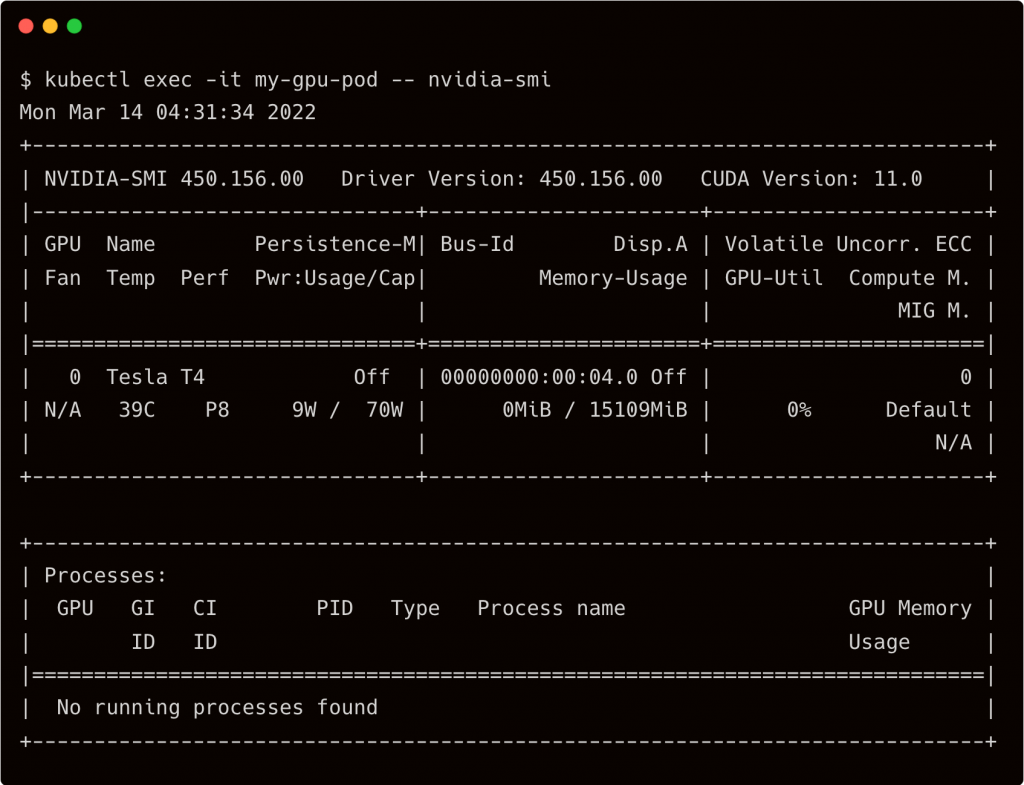 $ kubectl exec -it my-gpu-pod -- nvidia-smi
Mon Mar 14 04:31:34 2022
+-----------------------------------------------------------------------------+
| NVIDIA-SMI 450.156.00   Driver Version: 450.156.00   CUDA Version: 11.0     |
|-------------------------------+----------------------+----------------------+
| GPU  Name        Persistence-M| Bus-Id        Disp.A | Volatile Uncorr. ECC |
| Fan  Temp  Perf  Pwr:Usage/Cap|         Memory-Usage | GPU-Util  Compute M. |
|                               |                      |               MIG M. |
|===============================+======================+======================|
|   0  Tesla T4            Off  | 00000000:00:04.0 Off |                    0 |
| N/A   39C    P8     9W /  70W |      0MiB / 15109MiB |      0%      Default |
|                               |                      |                  N/A |
+-------------------------------+----------------------+----------------------+

+-----------------------------------------------------------------------------+
| Processes:                                                                  |
|  GPU   GI   CI        PID   Type   Process name                  GPU Memory |
|        ID   ID                                                   Usage      |
|=============================================================================|
|  No running processes found                                                 |
+-----------------------------------------------------------------------------+